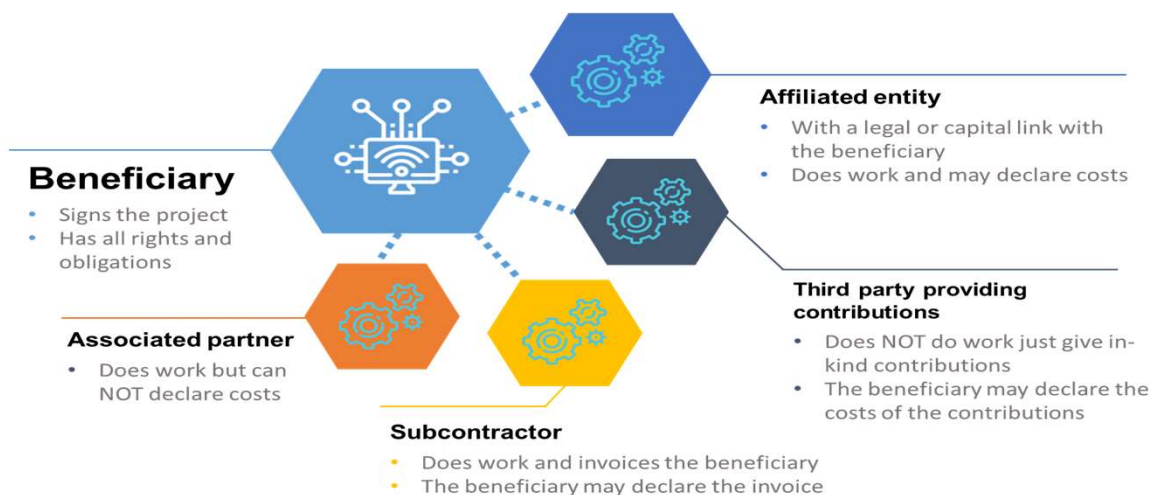 Beneficiary
• Signs the project
• Has all rights and
obligations
Affiliated entity
• With a legal or capital link with
the beneficiary
• Does work and may declare costs
Third party providing
contributions
• Does NOT do work just give in-
kind contributions
• The beneficiary may declare the
costs of the contributions
Associated partner
• Does work but can
NOT declare costs
Subcontractor
• Does work and invoices the beneficiary
• The beneficiary may declare the invoice